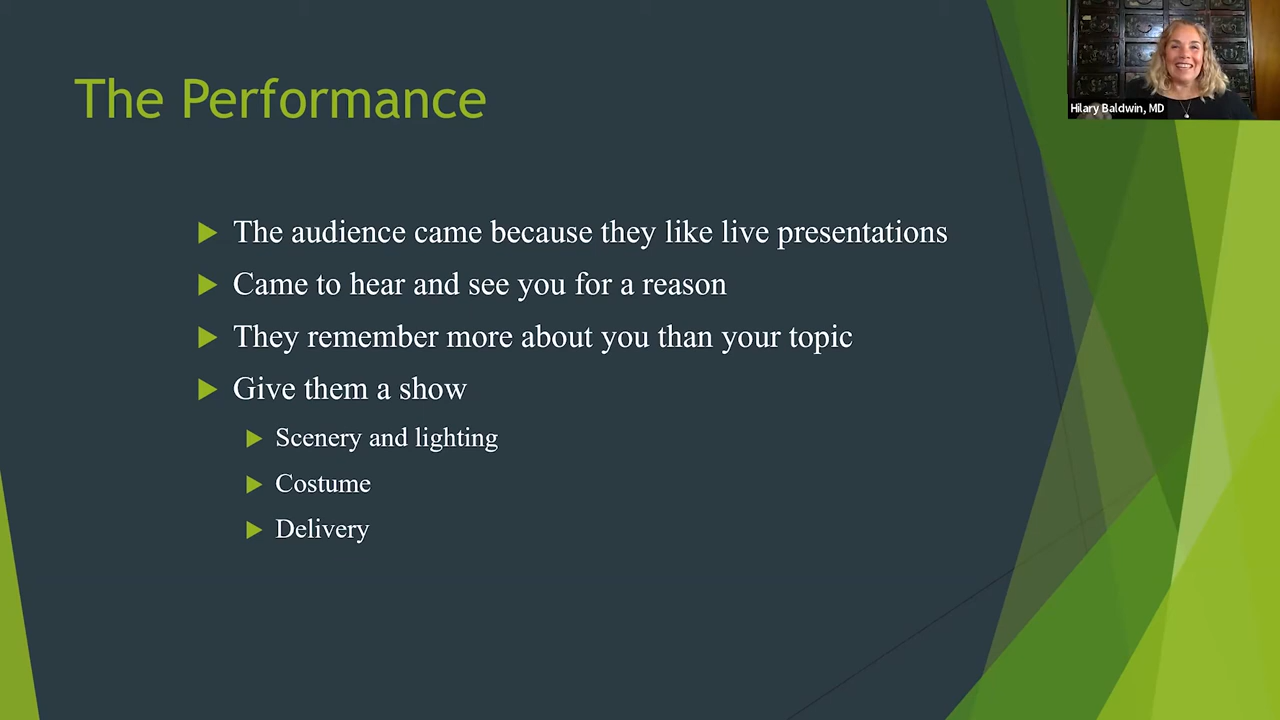 The Performance
Hilary Baldwin, MD
The audience came because they like live presentations
Came to hear and see you for a reason
They remember more about you than your topic
Give them a show
Scenery and lighting
Costume
Delivery